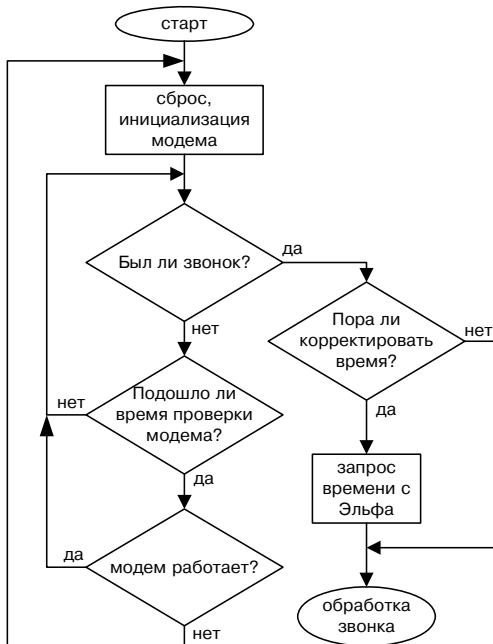 старт
сброс,
инициализация
модема
Был ли звонок?
да
нет
Пора ли
корректировать
время?
нет
да
Подошло ли
время проверки
модема?
нет
да
запрос
времени с
Эльфа
модем работает?
да
нет
обработка
звонка